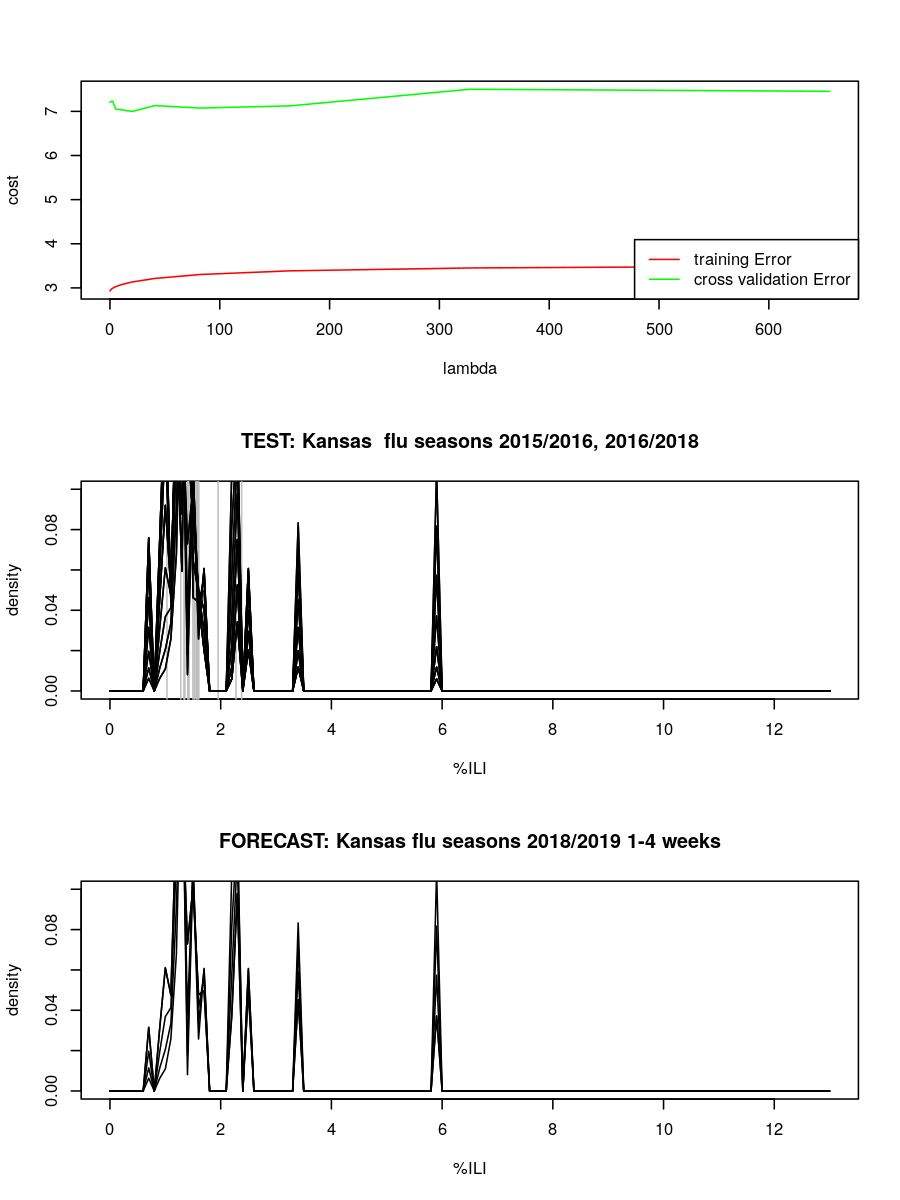 7
6
5
4
3
cost
training Error
cross validation Error
0 100 200 300 400 500 600
lambda
TEST: Kansas  flu seasons 2015/2016, 2016/2018
0.08
0.04
0.00
density
0 2 4 6 8 10 12
%ILI
FORECAST: Kansas flu seasons 2018/2019 1-4 weeks
0.08
0.04
0.00
density
0 2 4 6 8 10 12
%ILI